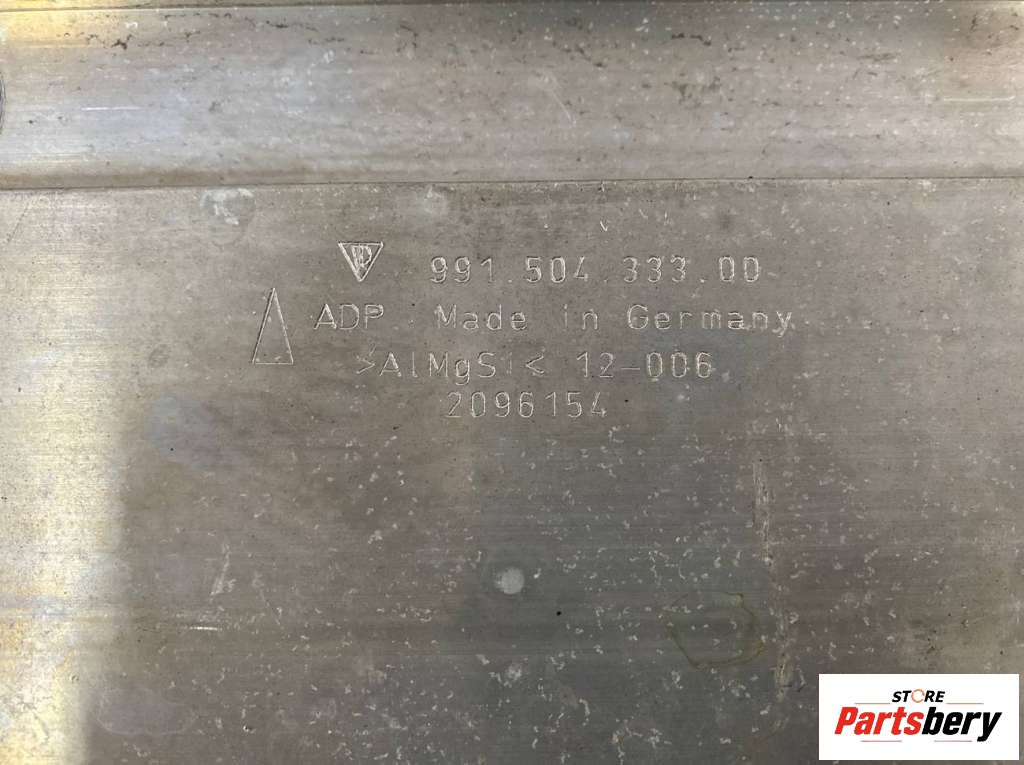 991.504.333.00
ADP Made in Germany
>AlMgSi< 12-006
2096154
STORE
Partsbery